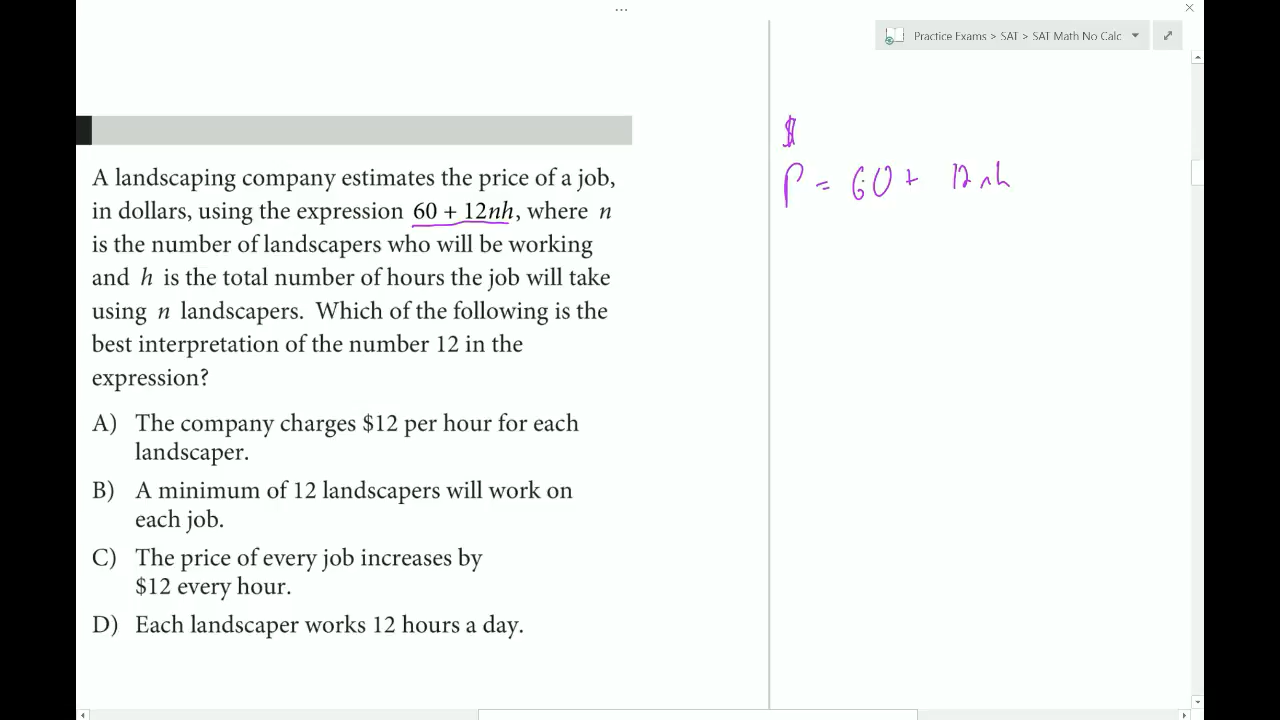 Practice Exams > SAT > SAT Math No Calc
A landscaping company estimates the price of a job,
in dollars, using the expression 60 + 12nh, where n
is the number of landscapers who will be working
and h is the total number of hours the job will take
using n landscapers. Which of the following is the
best interpretation of the number 12 in the
expression?
A) The company charges $12 per hour for each
landscaper.
B) A minimum of 12 landscapers will work on
each job.
C) The price of every job increases by
$12 every hour.
D) Each landscaper works 12 hours a day.
$
P = 60 + 12nh